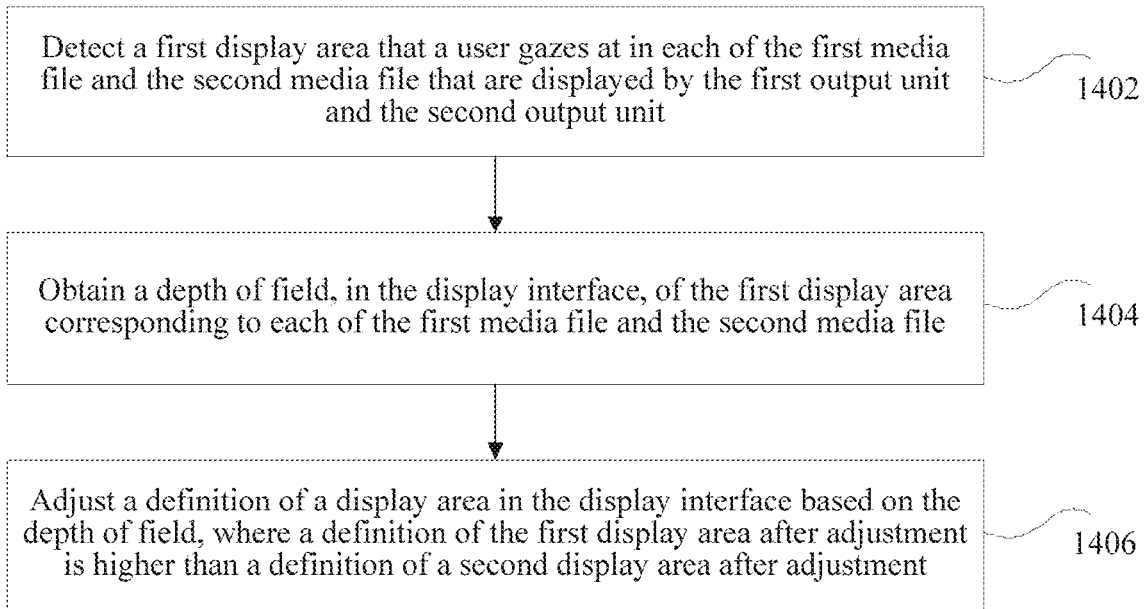 Detect a first display area that a user gazes at in each of the first media
file and the second media file that are displayed by the first output unit
and the second output unit
1402
Obtain a depth of field, in the display interface, of the first display area
corresponding to each of the first media file and the second media file
1404
Adjust a definition of a display area in the display interface based on the
depth of field, where a definition of the first display area after adjustment
is higher than a definition of a second display area after adjustment
1406